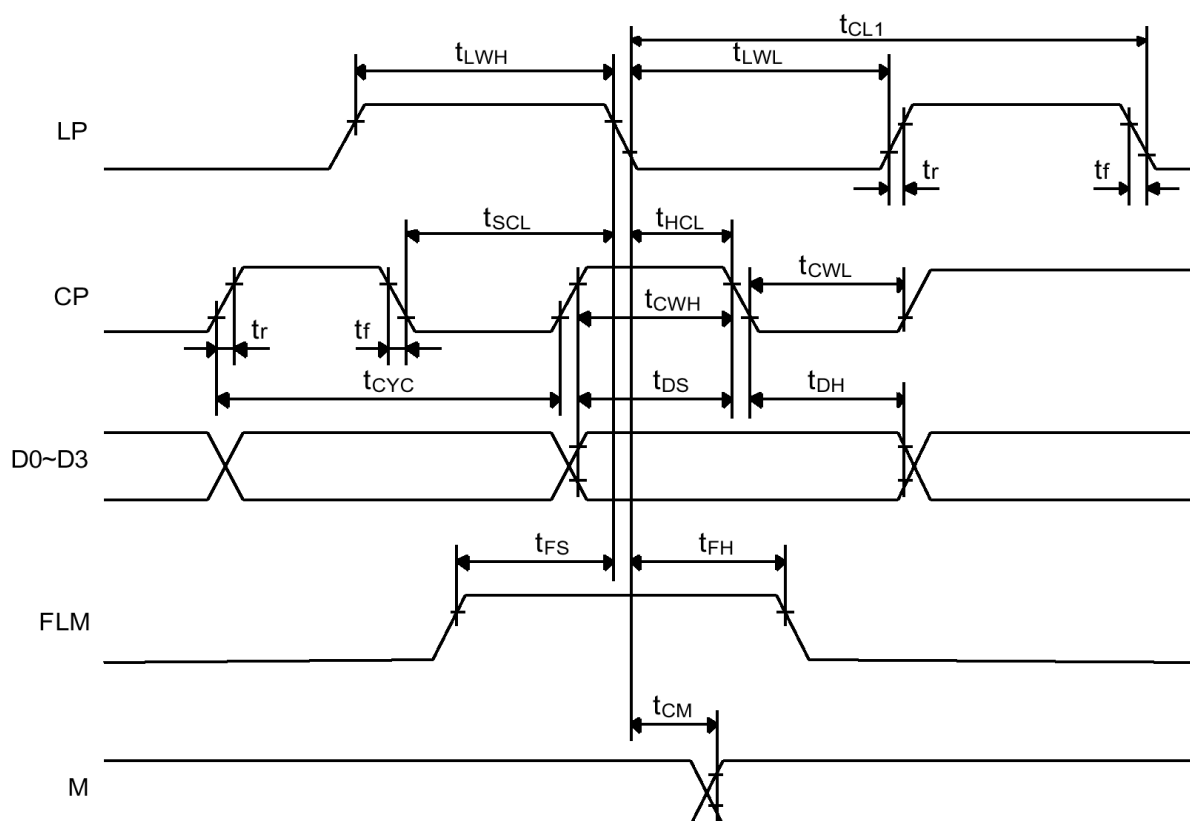 tCL1
tLWH tLWL
LP
tr tf
tSCL tHCL
tCWL
CP tCWH
tr tf
tCYC tDS tDH
D0~D3
tFS tFH
FLM
tCM
M